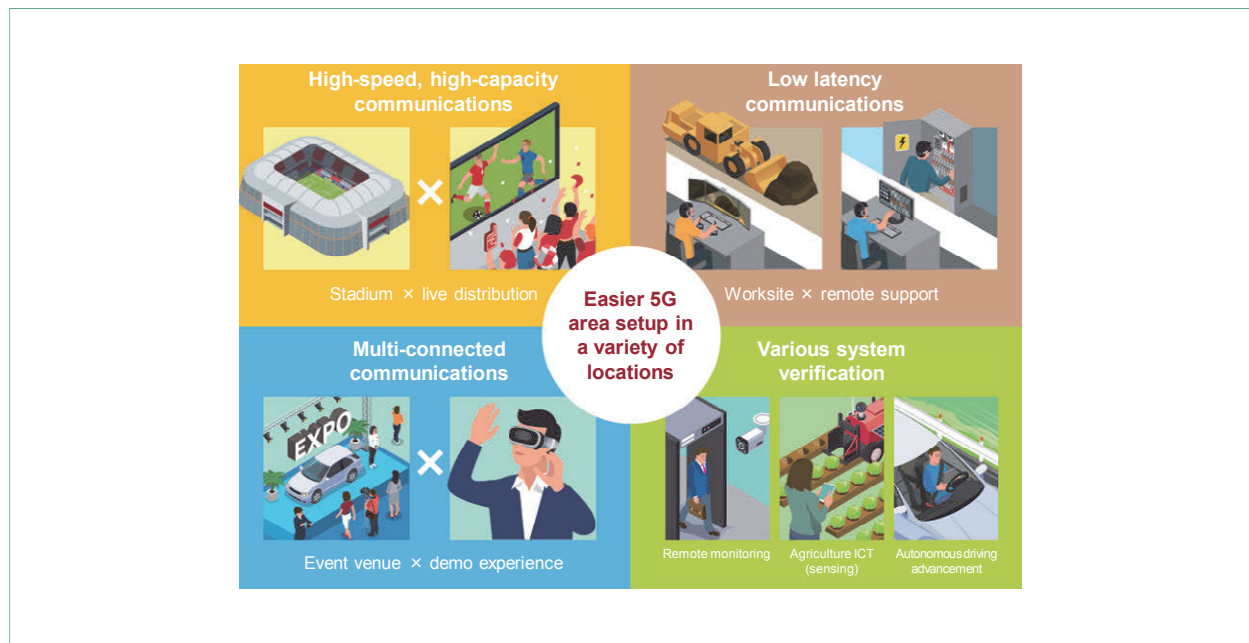 High-speed, high-capacity
communications
Stadium × live distribution
Low latency
communications
Worksite × remote support
Easier 5G
area setup in
a variety of
locations
Multi-connected
communications
EXPO
Event venue × demo experience
Various system
verification
Remote monitoring
Agriculture ICT
(sensing)
Autonomous driving
advancement